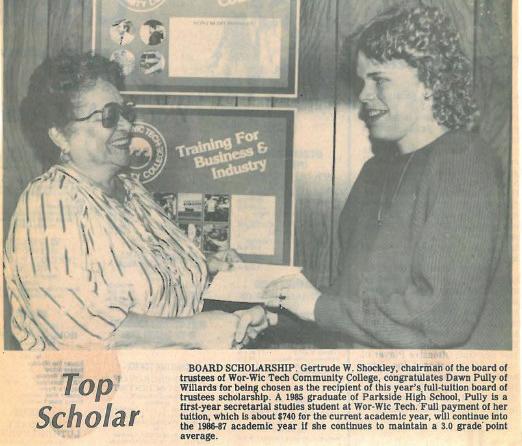 WOR-WIC TECH
COLLEGE
Training For
Business &
Industry
Top
Scholar
BOARD SCHOLARSHIP. Gertrude W. Shockley, chairman of the board of
trustees of Wor-Wic Tech Community College, congratulates Dawn Pully of
Willards for being chosen as the recipient of this year's full-tuition board of
trustees scholarship. A 1985 graduate of Parkside High School, Pully is a
first-year secretarial studies student at Wor-Wic Tech. Full payment of her
tuition, which is about $740 for the current academic year, will continue into
the 1986-87 academic year if she continues to maintain a 3.0 grade point
average.